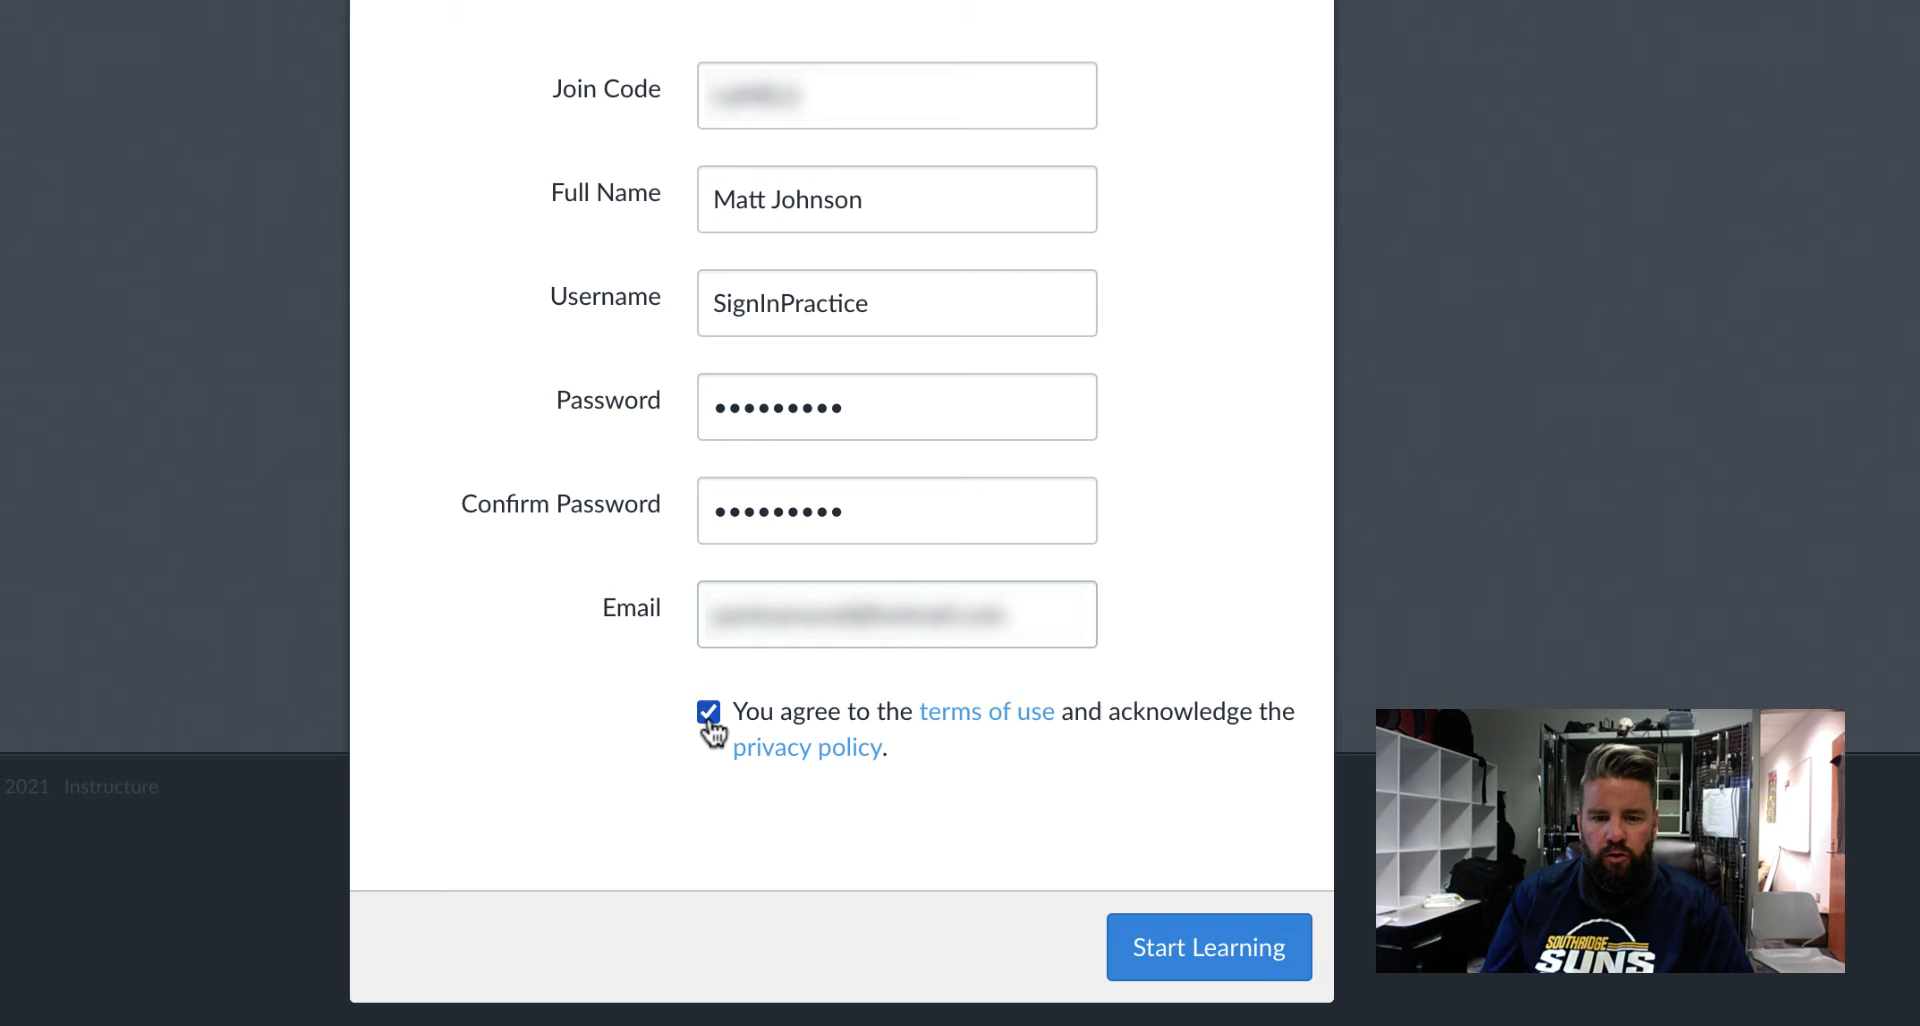 Join Code
Full Name
Matt Johnson
Username
SignInPractice
Password
•••••••••
Confirm Password
•••••••••
Email
You agree to the terms of use and acknowledge the
privacy policy.
2021 Instructure
Start Learning
SOUTHRIDGE
SUNS